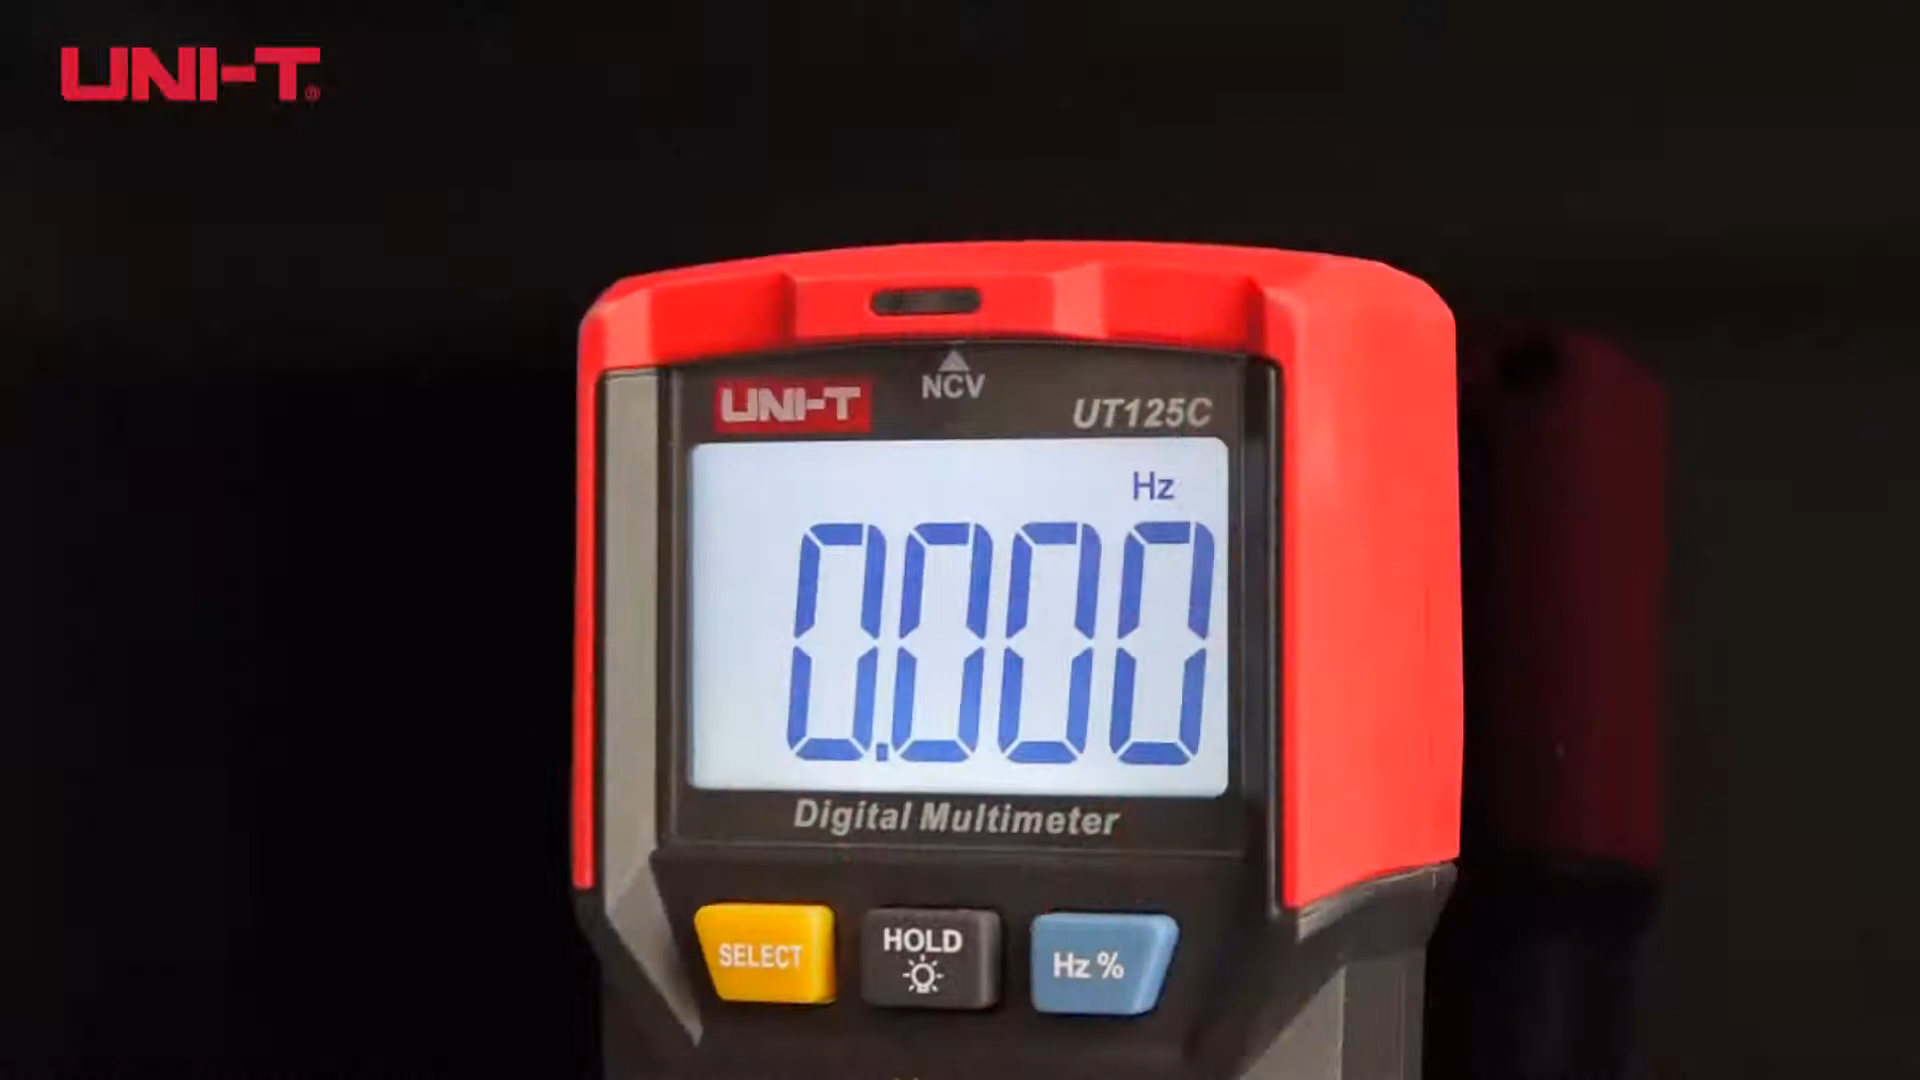 UNI-T®
NCV
UNI-T
UT125C
Hz
0.000
Digital Multimeter
SELECT
HOLD
Hz %